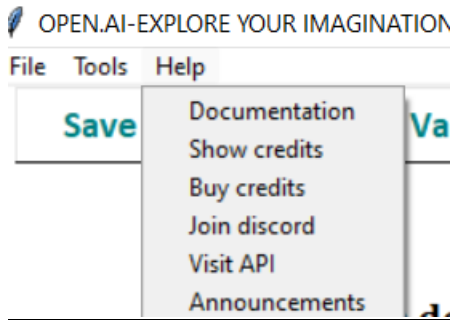 OPEN.AI-EXPLORE YOUR IMAGINATION
File Tools Help
Save Va
Documentation
Show credits
Buy credits
Join discord
Visit API
Announcements